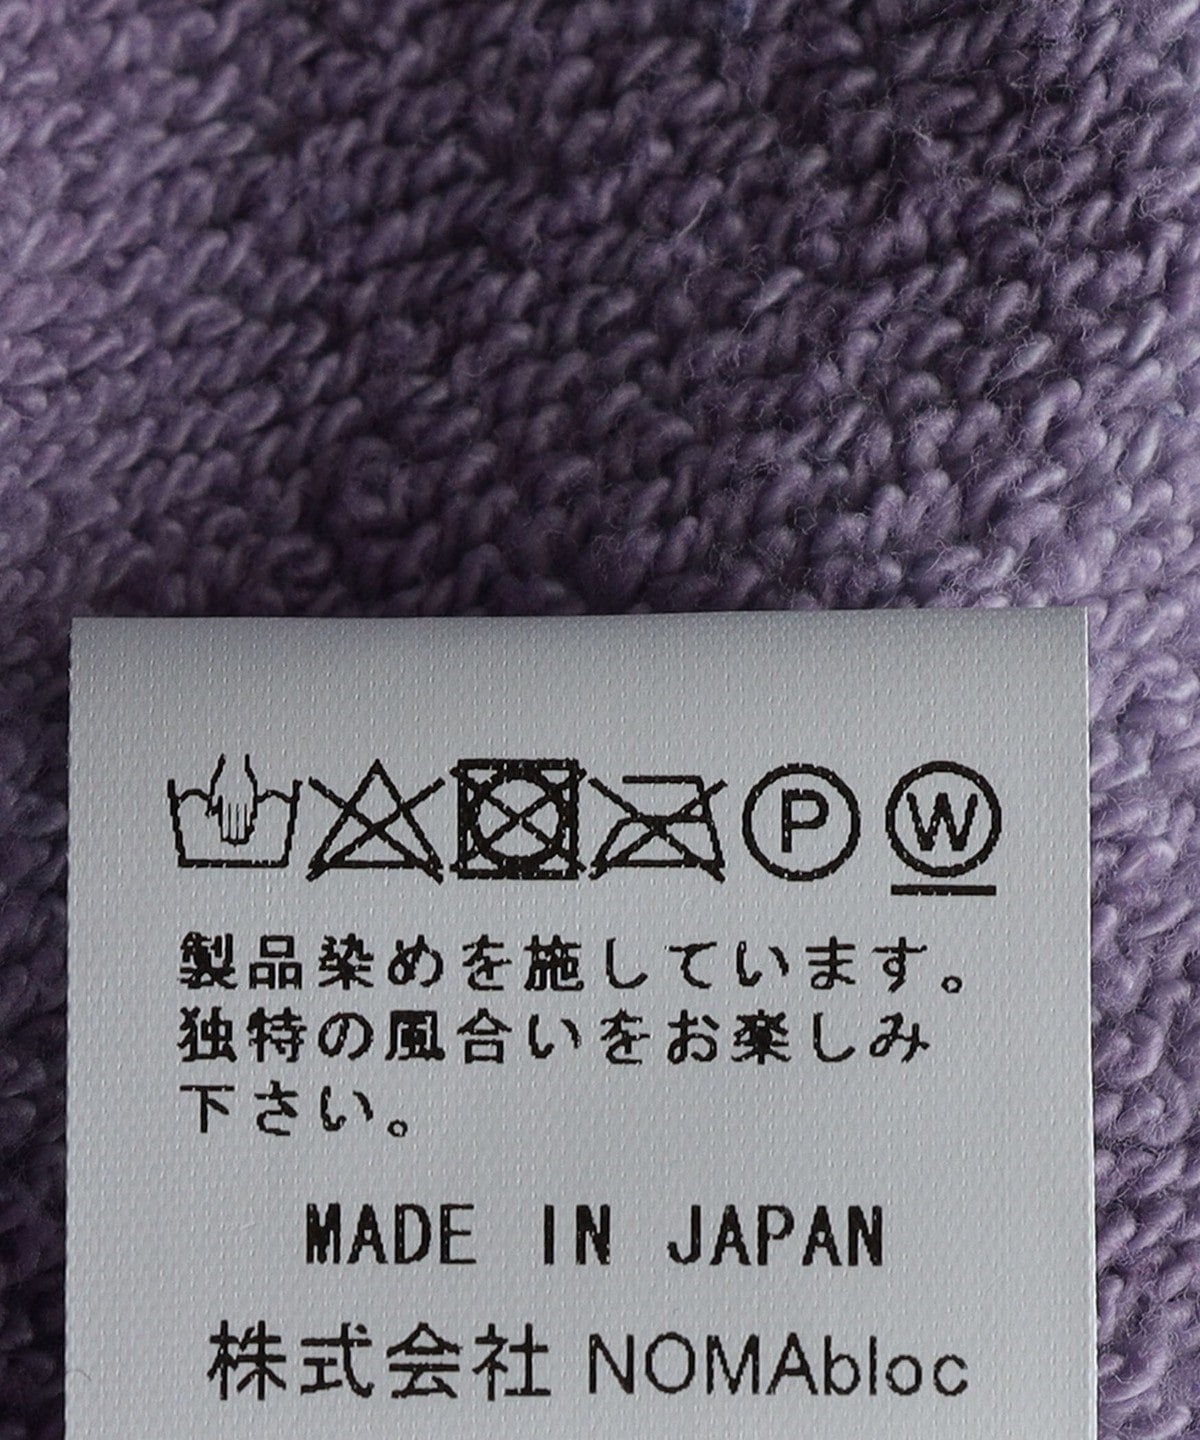 P W
製品染めを施しています。
独特の風合いをお楽しみ
下さい。
MADE IN JAPAN
株式会社 NOMAbloc